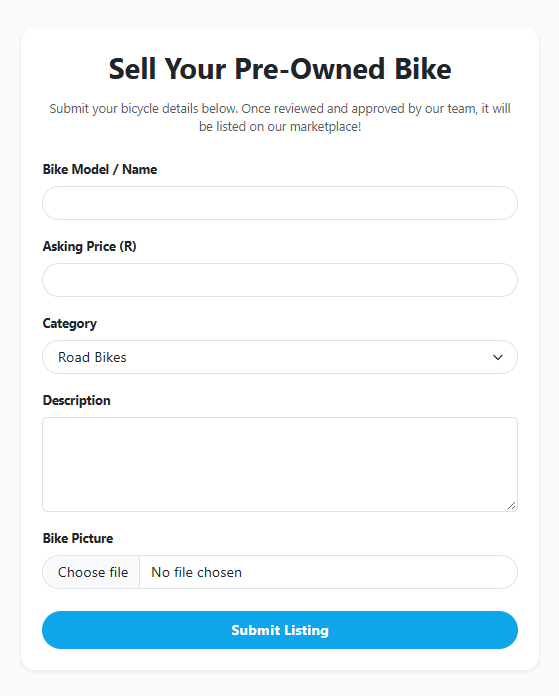 Sell Your Pre-Owned Bike
Submit your bicycle details below. Once reviewed and approved by our team, it will
be listed on our marketplace!
Bike Model / Name
Asking Price (R)
Category
Road Bikes
Description
Bike Picture
Choose file No file chosen
Submit Listing